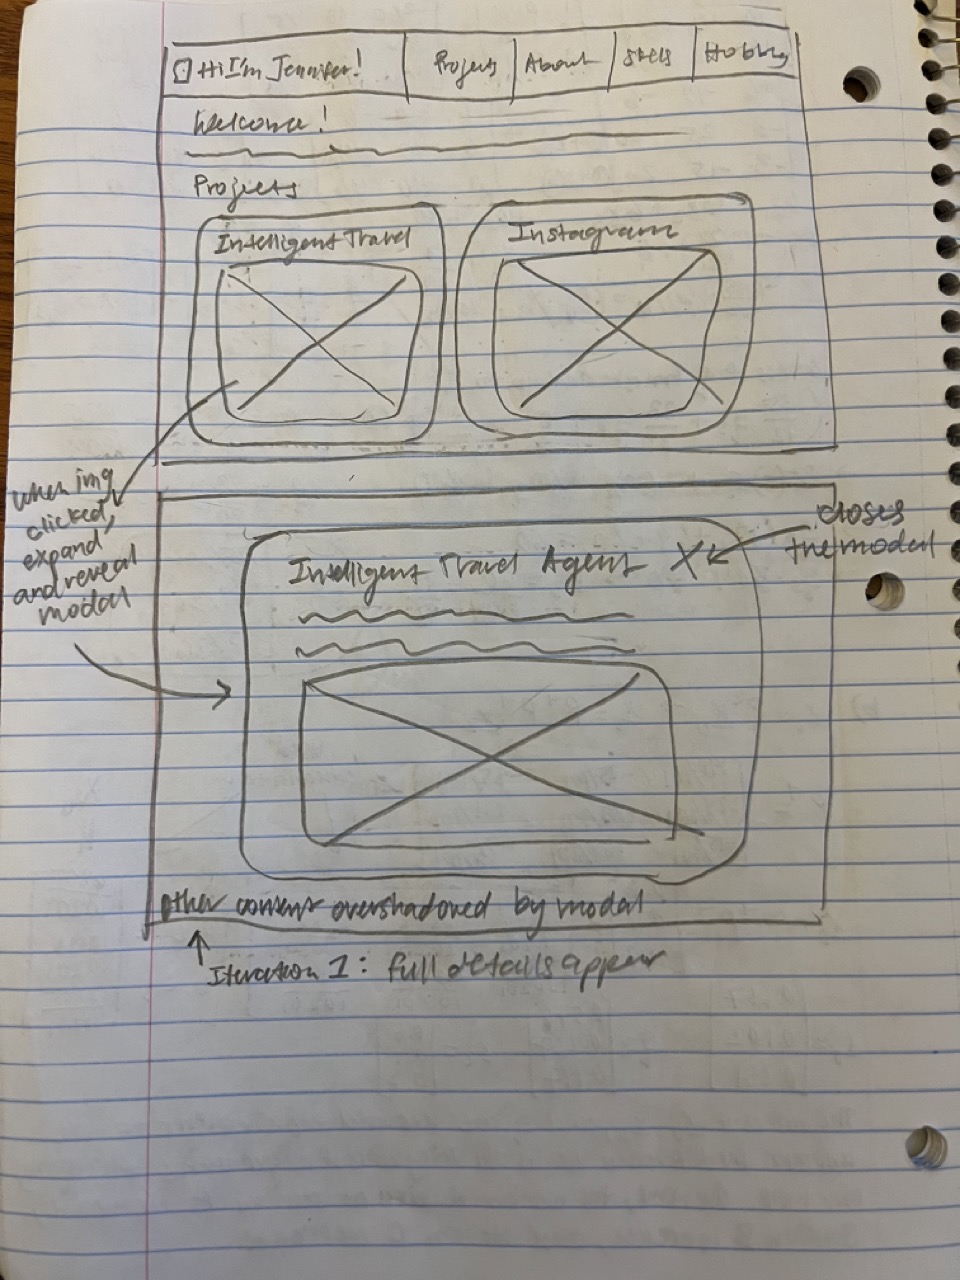 Hi I'm Jennifer!
Projects
About
Skills
Hobby
Welcome!
Projects
Intelligent Travel
Instagram
when img
clicked,
expand
and reveal
modal
closes
the modal
Intelligent Travel Agent X
other content overshadowed by modal
Iteration 1: full details appear